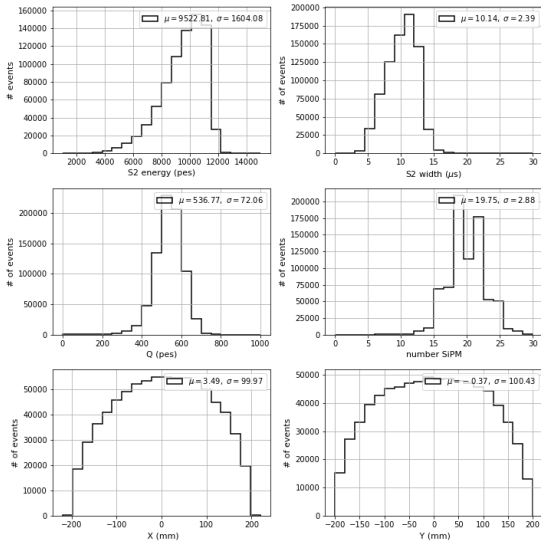 160000
140000
120000
100000
80000
60000
40000
20000
0
# events
μ = 9522.81, σ = 1604.08
2000 4000 6000 8000 10000 12000 14000
S2 energy (pes)
200000
175000
150000
125000
100000
75000
50000
25000
0
# of events
μ = 10.14, σ = 2.39
0 5 10 15 20 25 30
S2 width (μs)
200000
150000
100000
50000
0
# of events
μ = 536.77, σ = 72.06
0 200 400 600 800 1000
Q (pes)
200000
175000
150000
125000
100000
75000
50000
25000
0
# of events
μ = 19.75, σ = 2.88
0 5 10 15 20 25 30
number SiPM
50000
40000
30000
20000
10000
0
# of events
μ = 3.49, σ = 99.97
−200 −100 0 100 200
X (mm)
50000
40000
30000
20000
10000
0
# of events
μ = − 0.37, σ = 100.43
−200 −150 −100 −50 0 50 100 150 200
Y (mm)